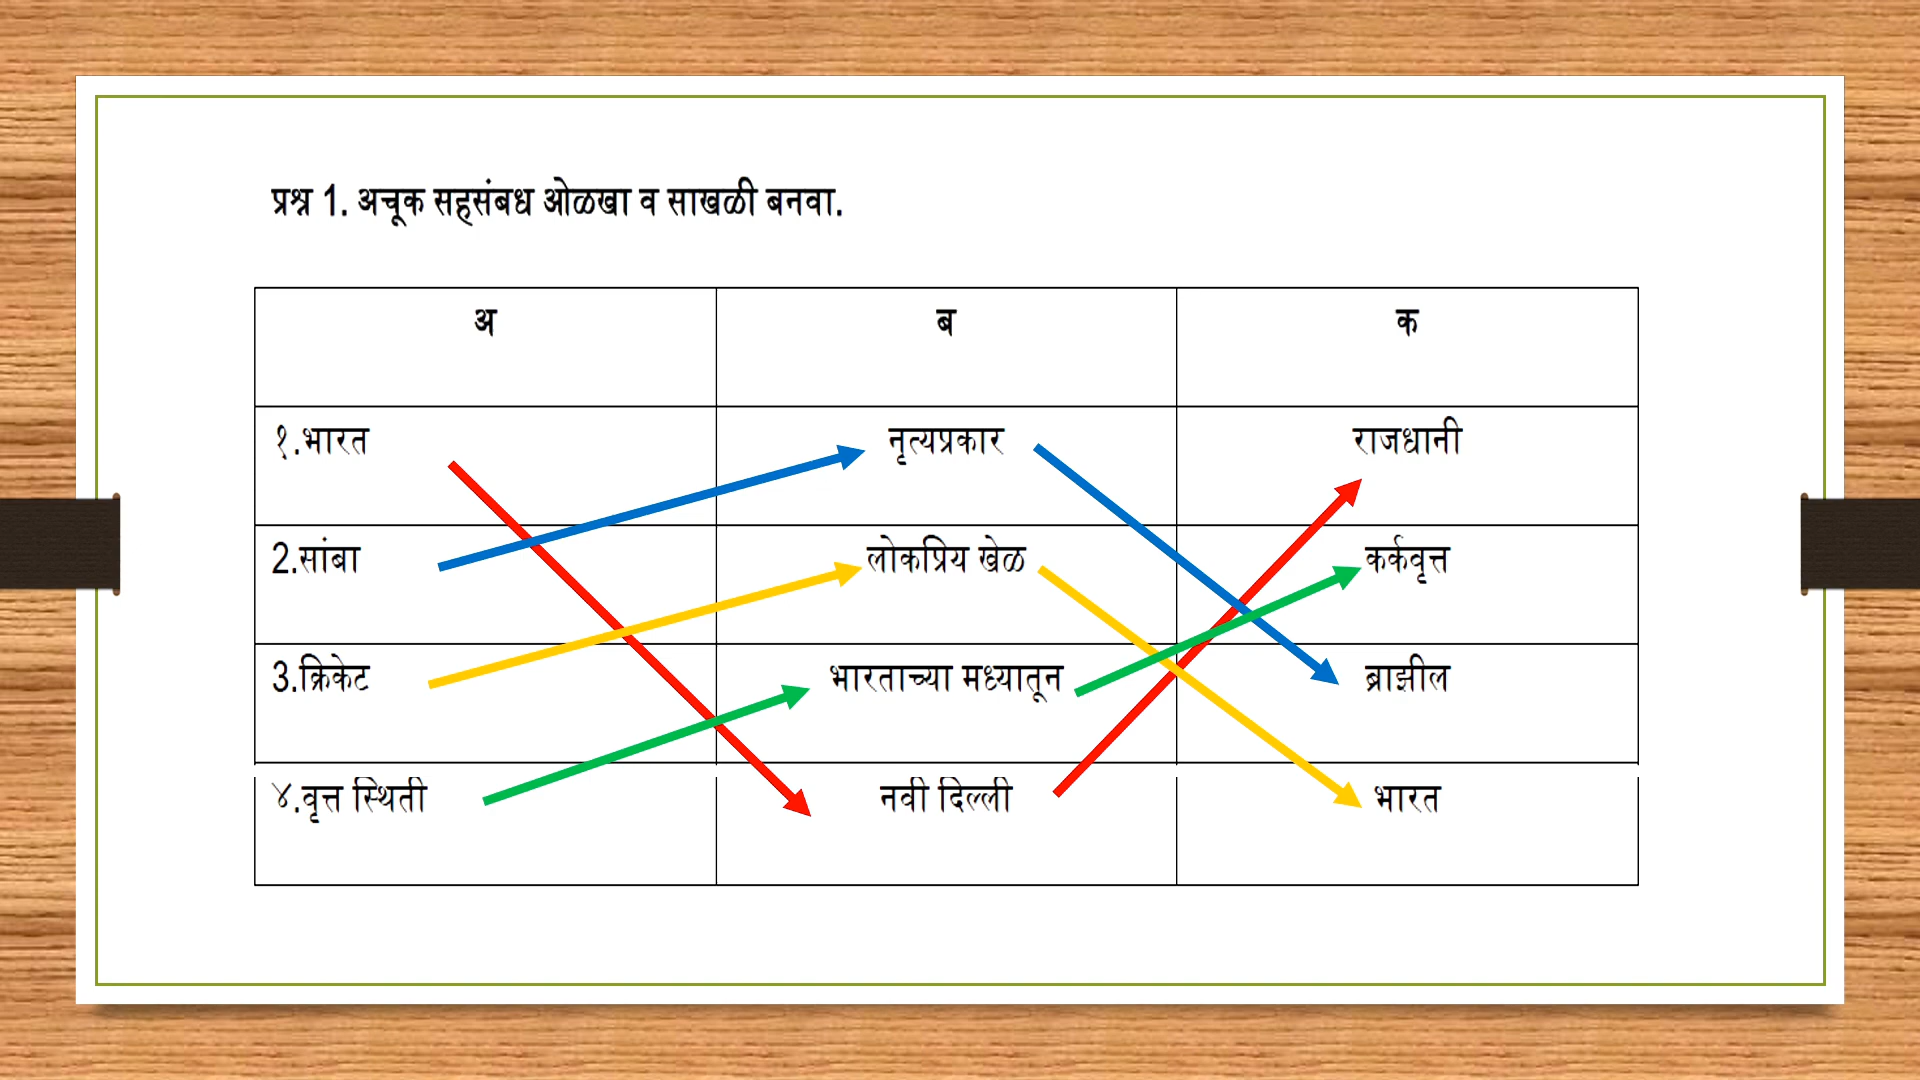 प्रश्न 1. अचूक सहसंबध ओळखा व साखळी बनवा.
अ ब क
१.भारत नृत्यप्रकार राजधानी
2.सांबा लोकप्रिय खेळ कर्कवृत्त
3.क्रिकेट भारताच्या मध्यातून ब्राझील
४.वृत्त स्थिती नवी दिल्ली भारत